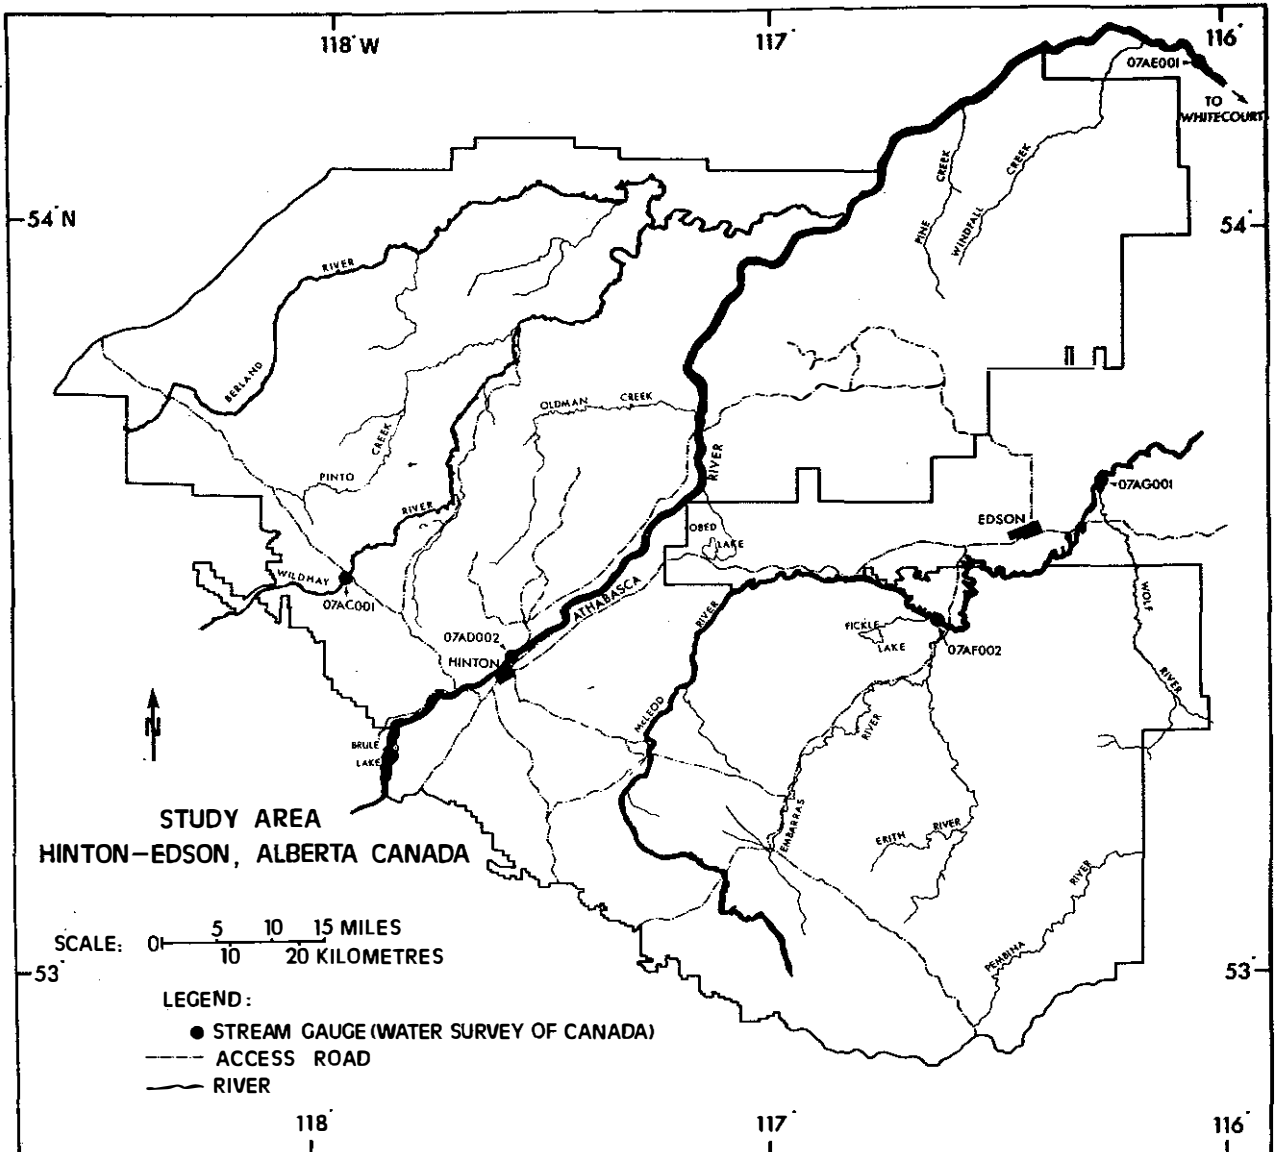 118°W
117°
116°
07AE001
TO
WHITECOURT
PINE
CREEK
WINDFALL
CREEK
54°N
54°
RIVER
BERLAND
OLDMAN CREEK
CREEK
PINTO
RIVER
RIVER
07AG001
EDSON
OBED
LAKE
WILDHAY
07AC001
ATHABASCA
RIVER
WOLF
RIVER
FICKLE
LAKE
07AF002
07AD002
HINTON
McLEOD
RIVER
BRULE
LAKE
N
EMBARRAS
ERITH RIVER
RIVER
PEMBINA
STUDY AREA
HINTON-EDSON, ALBERTA CANADA
SCALE: 0 5 10 15 MILES
10 20 KILOMETRES
53°
53°
LEGEND:
STREAM GAUGE (WATER SURVEY OF CANADA)
ACCESS ROAD
RIVER
118°
117°
116°